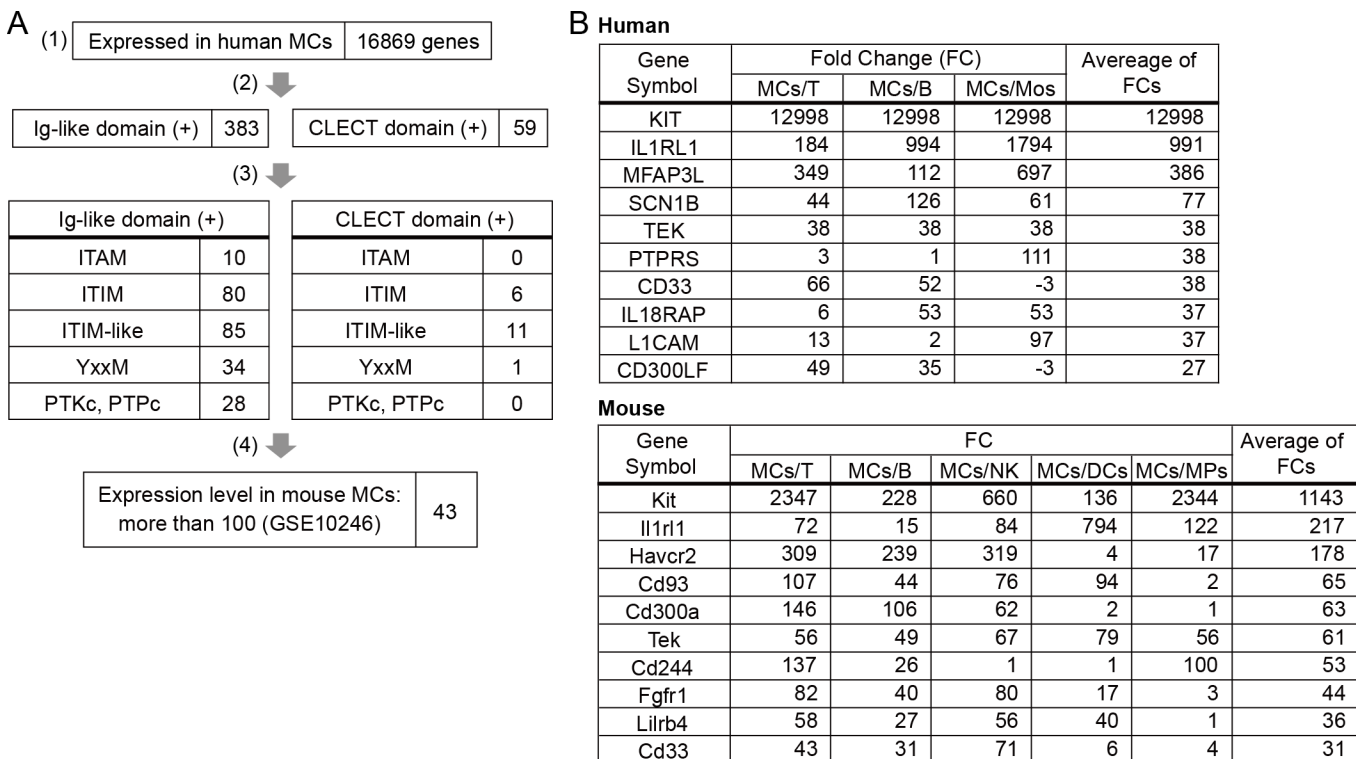 A
(1) Expressed in human MCs 16869 genes
(2)
Ig-like domain (+) 383 CLECT domain (+) 59
(3)
Ig-like domain (+) CLECT domain (+)
ITAM 10 ITAM 0
ITIM 80 ITIM 6
ITIM-like 85 ITIM-like 11
YxxM 34 YxxM 1
PTKc, PTPc 28 PTKc, PTPc 0
(4)
Expression level in mouse MCs:
more than 100 (GSE10246)
43
B Human
Gene
Symbol
Fold Change (FC)
Avereage of
FCs
MCs/T MCs/B MCs/Mos
KIT 12998 12998 12998 12998
IL1RL1 184 994 1794 991
MFAP3L 349 112 697 386
SCN1B 44 126 61 77
TEK 38 38 38 38
PTPRS 3 1 111 38
CD33 66 52 -3 38
IL18RAP 6 53 53 37
L1CAM 13 2 97 37
CD300LF 49 35 -3 27
Mouse
Gene
Symbol
FC
Average of
FCs
MCs/T MCs/B MCs/NK MCs/DCs MCs/MPs
Kit 2347 228 660 136 2344 1143
Il1rl1 72 15 84 794 122 217
Havcr2 309 239 319 4 17 178
Cd93 107 44 76 94 2 65
Cd300a 146 106 62 2 1 63
Tek 56 49 67 79 56 61
Cd244 137 26 1 1 100 53
Fgfr1 82 40 80 17 3 44
Lilrb4 58 27 56 40 1 36
Cd33 43 31 71 6 4 31